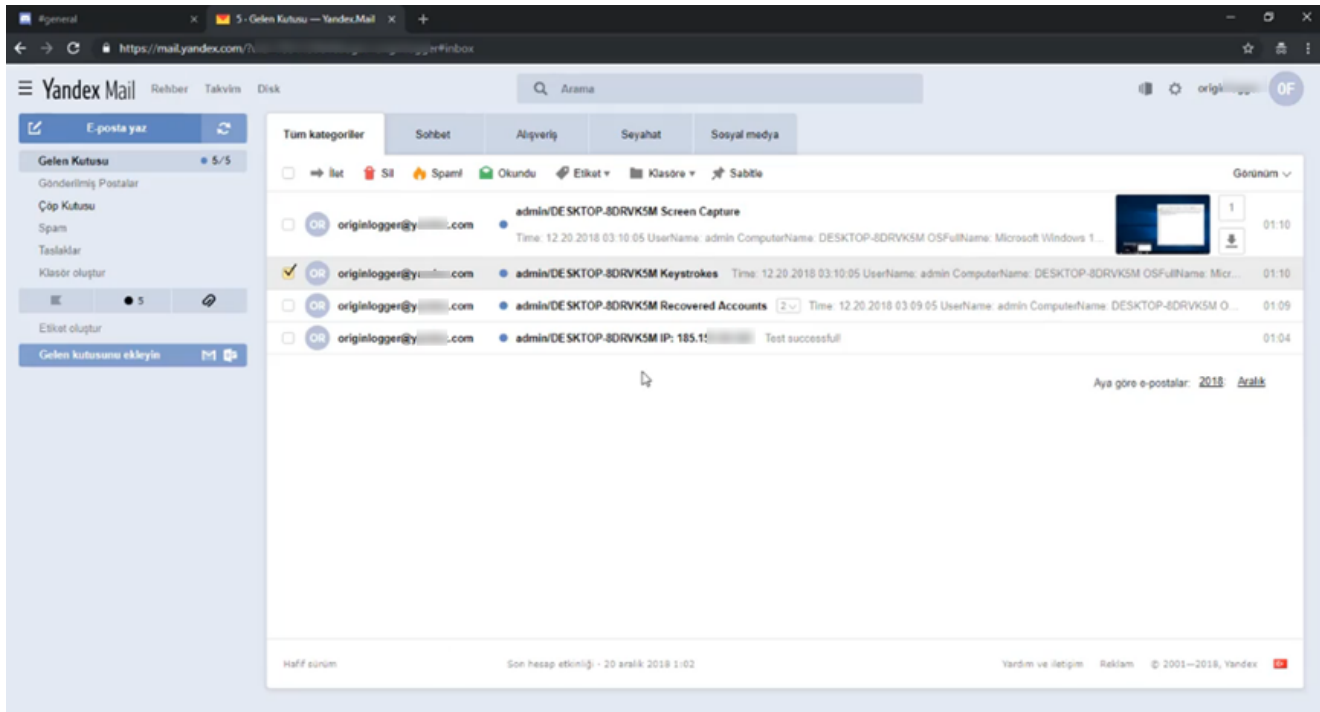 #general
5 · Gelen Kutusu — Yandex.Mail
https://mail.yandex.com/ #inbox
Yandex Mail Rehber Takvim Disk
Arama
OF
E-posta yaz
Gelen Kutusu 5/5
Gönderilmiş Postalar
Çöp Kutusu
Spam
Taslaklar
Klasör oluştur
5
Etiket oluştur
Gelen kutusunu ekleyin
Tüm kategoriler Sohbet Alışveriş Seyahat Sosyal medya
İlet Sil Spam! Okundu Etiket Klasöre Sabitle Görünüm
OR originlogger@y .com admin/DESKTOP-8DRVK5M Screen Capture 1 01:10
Time: 12.20.2018 03:10:05 UserName: admin ComputerName: DESKTOP-8DRVK5M OSFullName: Microsoft Windows 1...
OR originlogger@y .com admin/DESKTOP-8DRVK5M Keystrokes Time: 12.20.2018 03:10:05 UserName: admin ComputerName: DESKTOP-8DRVK5M OSFullName: Micr... 01:10
OR originlogger@y .com admin/DESKTOP-8DRVK5M Recovered Accounts 2 Time: 12.20.2018 03:09:05 UserName: admin ComputerName: DESKTOP-8DRVK5M O... 01:09
OR originlogger@y .com admin/DESKTOP-8DRVK5M IP: 185.1 Test successful! 01:04
Aya göre e-postalar: 2018: Aralık
Hafif sürüm Son hesap etkinliği - 20 aralık 2018 1:02 Yardım ve iletişim Reklam © 2001—2018, Yandex